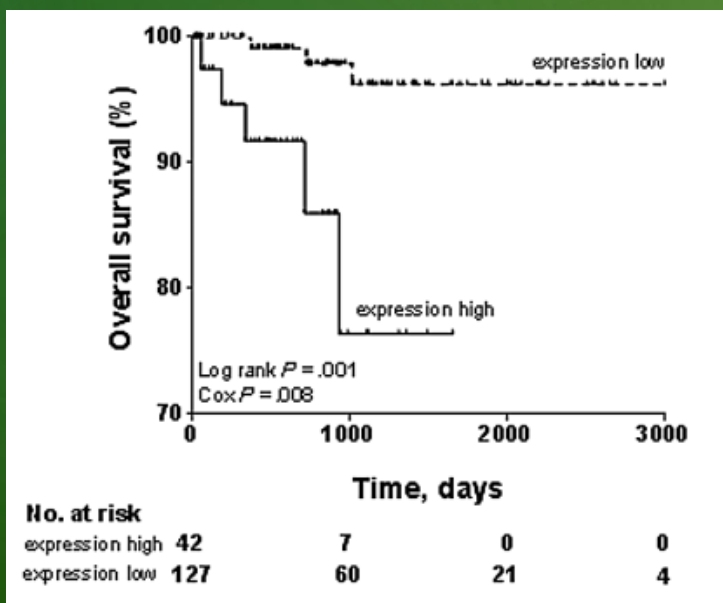 100
90
80
70
Overall survival (%)
expression low
expression high
Log rank P = .001
Cox P = .008
0 1000 2000 3000
Time, days
No. at risk
expression high 42 7 0 0
expression low 127 60 21 4